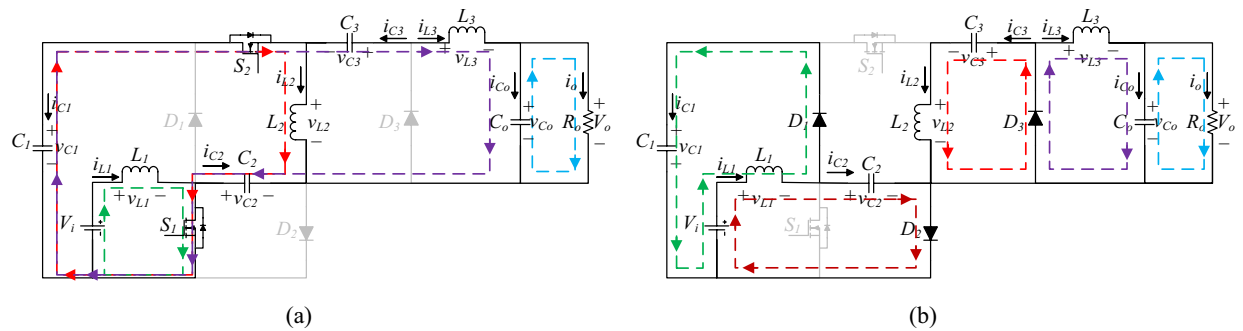 L3
C3
iC3
iL3
S2
vC3
+
+
−
vL3
iL2
iCo
io
iC1
D1
D3
+
+
+
C1
+
vC1
−
L2
vL2
−
Co
vCo
−
Ro
Vo
−
iL1
L1
iC2
C2
+
vL1
−
+
vC2
−
Vi
S1
D2
(a)
L3
C3
iC3
iL3
S2
−
vC3
+
+
vL3
−
iL2
iCo
io
iC1
D1
+
+
+
C1
+
vC1
−
L2
vL2
−
D3
Co
vCo
−
Ro
Vo
−
iL1
L1
iC2
C2
+
vL1
−
+
vC2
−
Vi
S1
D2
(b)